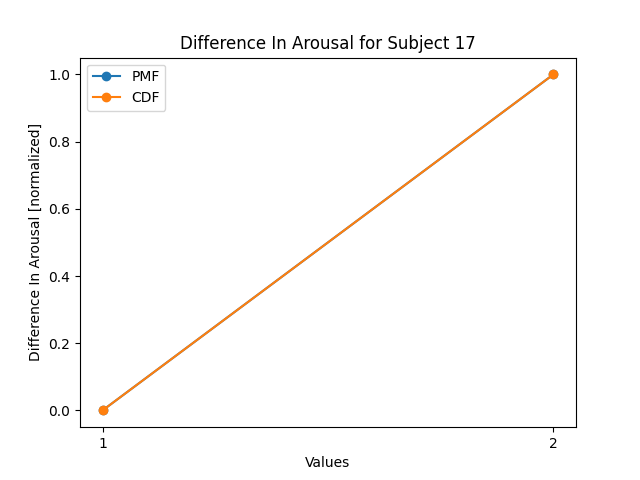 Difference In Arousal for Subject 17
PMF
CDF
Difference In Arousal [normalized]
1.0
0.8
0.6
0.4
0.2
0.0
1 2
Values